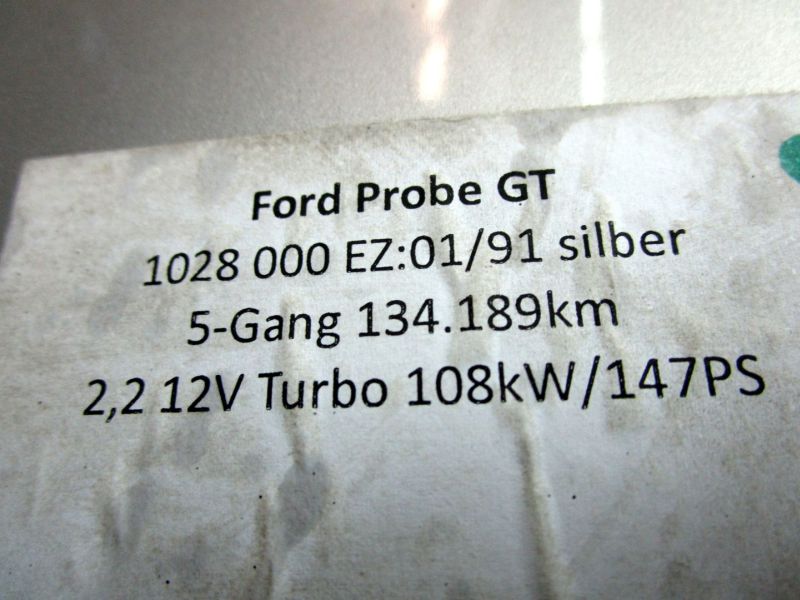 Ford Probe GT
1028 000 EZ:01/91 silber
5-Gang 134.189km
2,2 12V Turbo 108kW/147PS